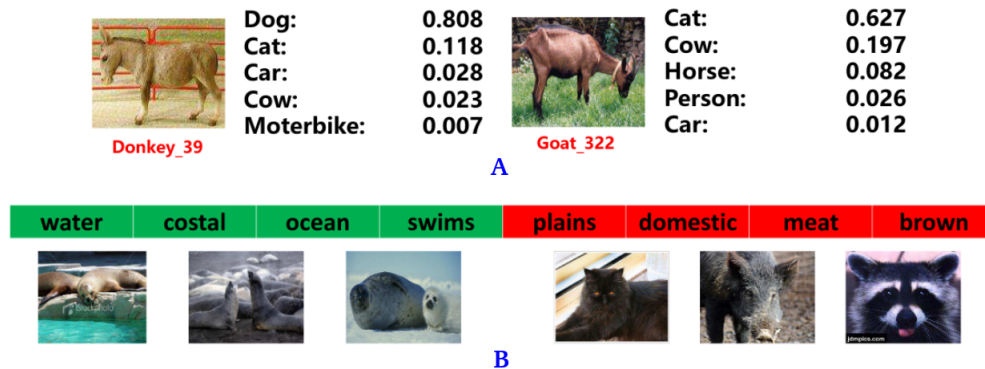 Dog: 0.808
Cat: 0.118
Car: 0.028
Cow: 0.023
Moterbike: 0.007
Donkey_39
Cat: 0.627
Cow: 0.197
Horse: 0.082
Person: 0.026
Car: 0.012
Goat_322
A
water costal ocean swims plains domestic meat brown
jdmpics.com
B